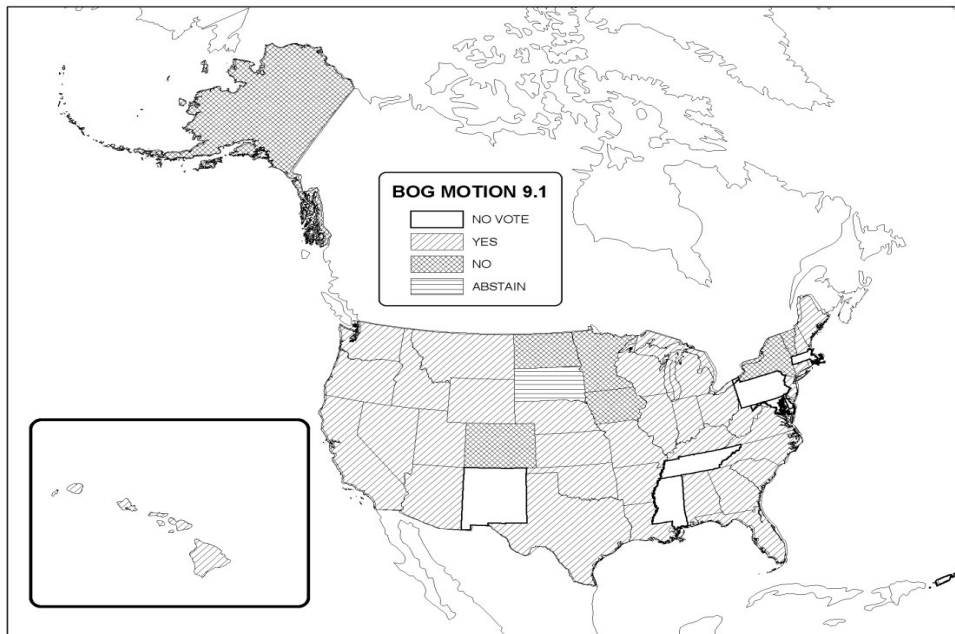 BOG MOTION 9.1
NO VOTE
YES
NO
ABSTAIN